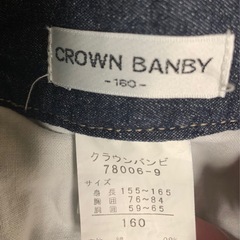 CROWN BANBY
-160-
クラウンバンビ
78006-9
サイズ
身長 155~165
胸囲 76~84
胴囲 59~65
160